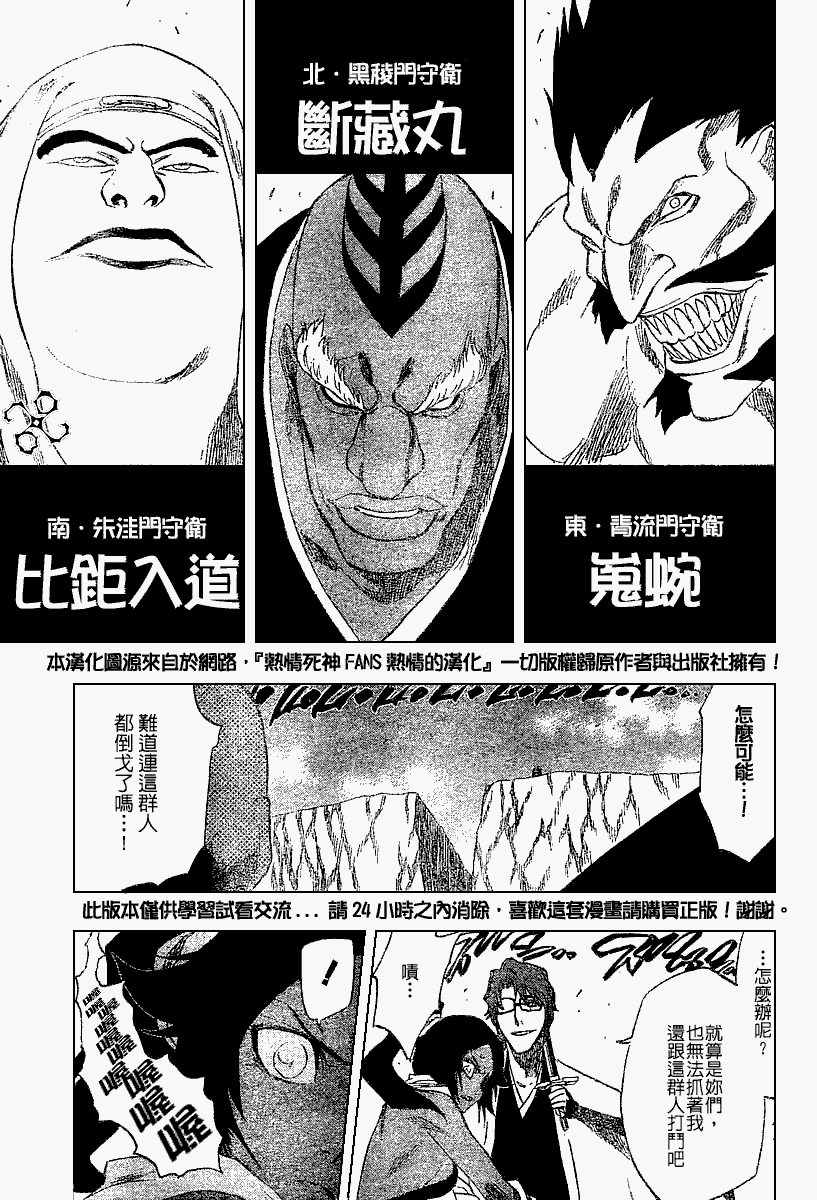 東・青流門守衛
嵬蜿
北・黑稜門守衛
斷藏丸
南・朱洼門守衛
比鉅入道
本漢化圖源來自於網路，『熱情死神 FANS 熱情的漢化』一切版權歸原作者與出版社擁有！
怎麼可能…！
難道連這群人
都倒戈了嗎…！
此版本僅供學習試看交流...請 24 小時之內消除，喜歡這套漫畫請購買正版！謝謝。
…怎麼辦呢？
就算是妳們，
也無法抓著我
還跟這群人打鬥吧
嘖…
！
喔喔喔喔喔喔喔